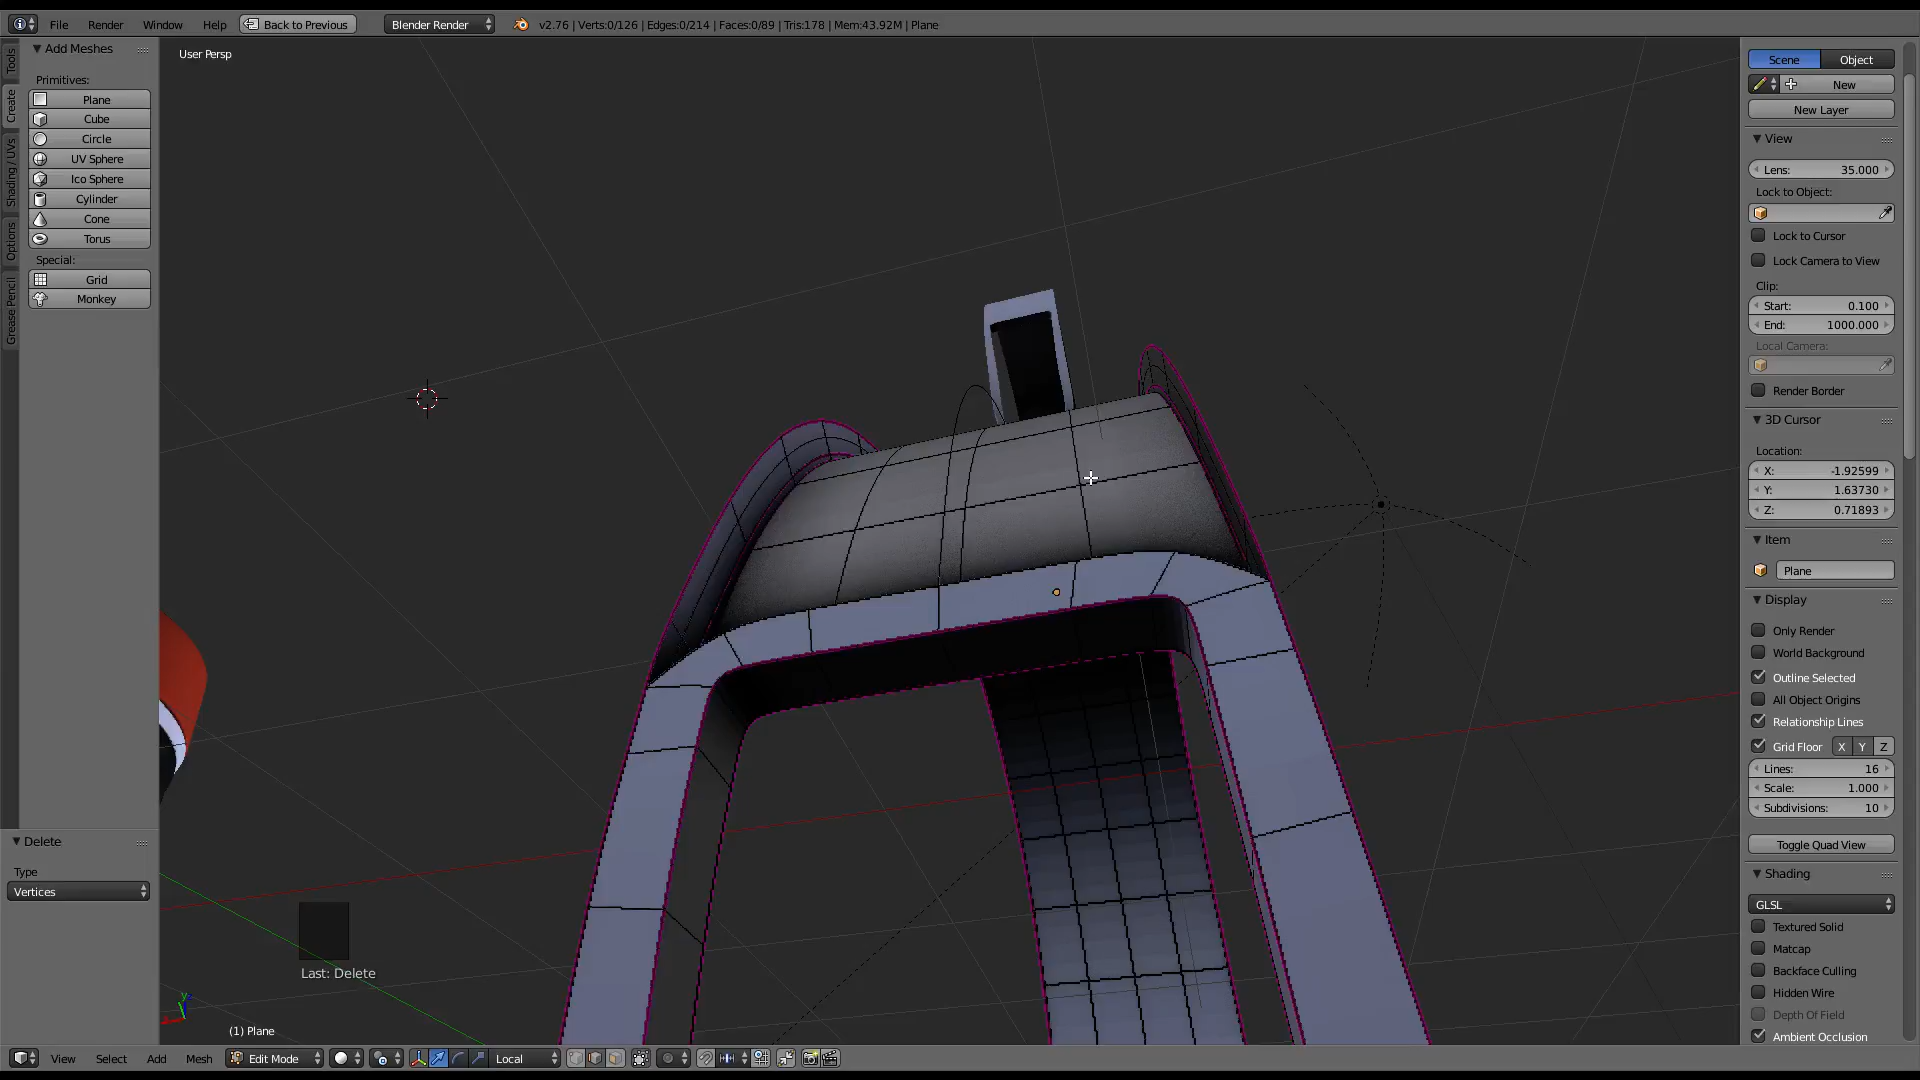 File Render Window Help Back to Previous Blender Render v2.76 | Verts:0/126 | Edges:0/214 | Faces:0/89 | Tris:178 | Mem:43.92M | Plane
Tools
Create
Shading / UVs
Options
Grease Pencil
Add Meshes
Primitives:
Plane
Cube
Circle
UV Sphere
Ico Sphere
Cylinder
Cone
Torus
Special:
Grid
Monkey
Delete
Type
Vertices
User Persp
Last: Delete
(1) Plane
Scene Object
New
New Layer
View
Lens: 35.000
Lock to Object:
Lock to Cursor
Lock Camera to View
Clip:
Start: 0.100
End: 1000.000
Local Camera:
Render Border
3D Cursor
Location:
X: -1.92599
Y: 1.63730
Z: 0.71893
Item
Plane
Display
Only Render
World Background
Outline Selected
All Object Origins
Relationship Lines
Grid Floor X Y Z
Lines: 16
Scale: 1.000
Subdivisions: 10
Toggle Quad View
Shading
GLSL
Textured Solid
Matcap
Backface Culling
Hidden Wire
Depth Of Field
Ambient Occlusion
View Select Add Mesh Edit Mode Local